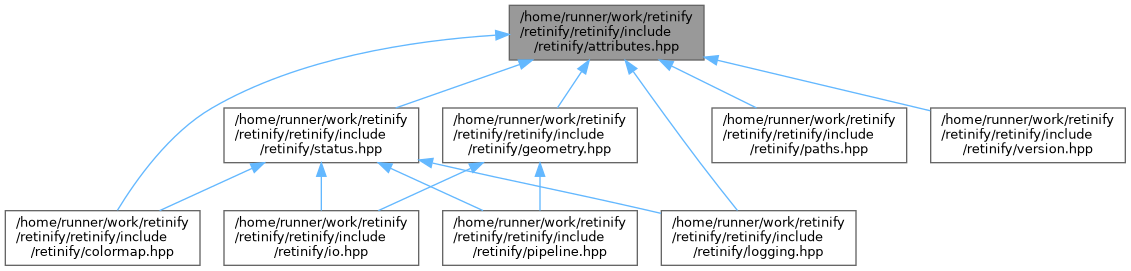 /home/runner/work/retinify
/retinify/retinify/include
/retinify/attributes.hpp
/home/runner/work/retinify
/retinify/retinify/include
/retinify/status.hpp
/home/runner/work/retinify
/retinify/retinify/include
/retinify/geometry.hpp
/home/runner/work/retinify
/retinify/retinify/include
/retinify/paths.hpp
/home/runner/work/retinify
/retinify/retinify/include
/retinify/version.hpp
/home/runner/work/retinify
/retinify/retinify/include
/retinify/colormap.hpp
/home/runner/work/retinify
/retinify/retinify/include
/retinify/io.hpp
/home/runner/work/retinify
/retinify/retinify/include
/retinify/pipeline.hpp
/home/runner/work/retinify
/retinify/retinify/include
/retinify/logging.hpp